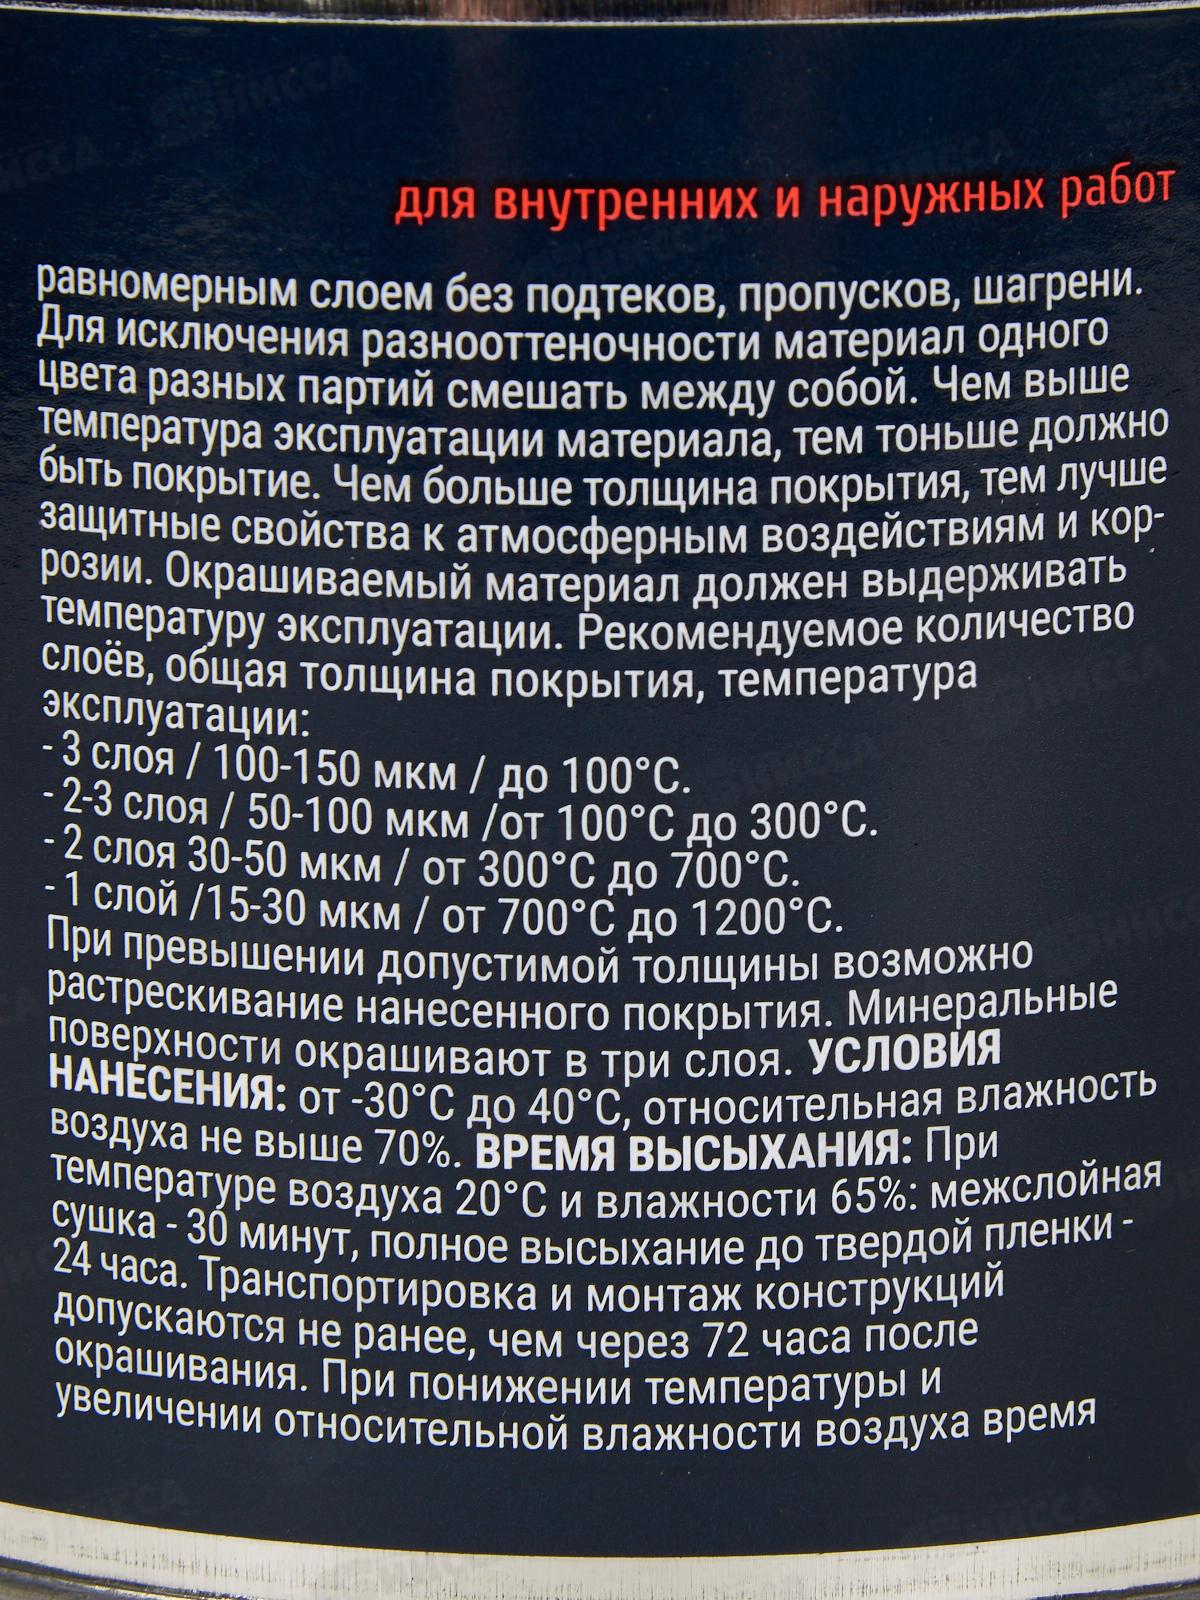 для внутренних и наружных работ
равномерным слоем без подтеков, пропусков, шагрени.
Для исключения разнооттеночности материал одного
цвета разных партий смешать между собой. Чем выше
температура эксплуатации материала, тем тоньше должно
быть покрытие. Чем больше толщина покрытия, тем лучше
защитные свойства к атмосферным воздействиям и кор-
розии. Окрашиваемый материал должен выдерживать
температуру эксплуатации. Рекомендуемое количество
слоёв, общая толщина покрытия, температура
эксплуатации:
- 3 слоя / 100-150 мкм / до 100°С.
- 2-3 слоя / 50-100 мкм /от 100°С до 300°С.
- 2 слоя 30-50 мкм / от 300°С до 700°С.
- 1 слой /15-30 мкм / от 700°С до 1200°С.
При превышении допустимой толщины возможно
растрескивание нанесенного покрытия. Минеральные
поверхности окрашивают в три слоя. УСЛОВИЯ
НАНЕСЕНИЯ: от -30°С до 40°С, относительная влажность
воздуха не выше 70%. ВРЕМЯ ВЫСЫХАНИЯ: При
температуре воздуха 20°С и влажности 65%: межслойная
сушка - 30 минут, полное высыхание до твердой пленки -
24 часа. Транспортировка и монтаж конструкций
допускаются не ранее, чем через 72 часа после
окрашивания. При понижении температуры и
увеличении относительной влажности воздуха время